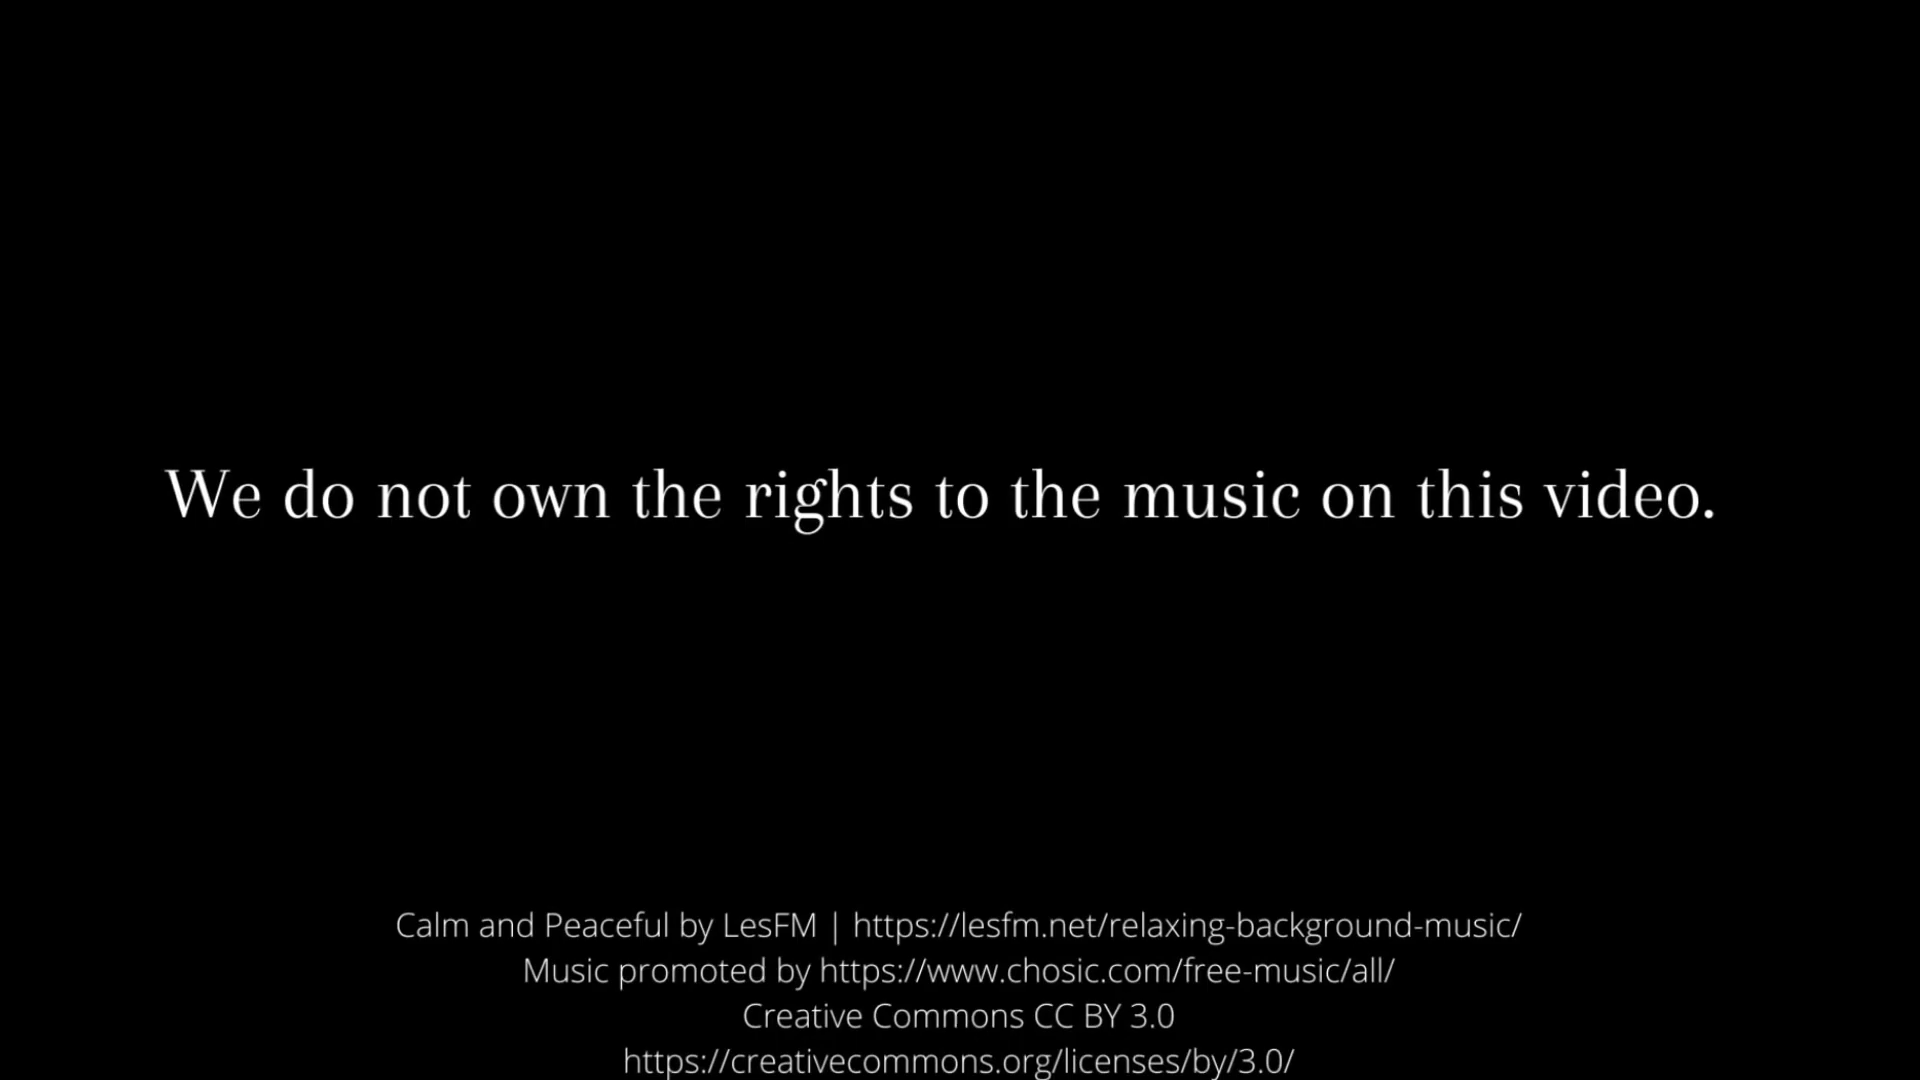 We do not own the rights to the music on this video.
Calm and Peaceful by LesFM | https://lesfm.net/relaxing-background-music/
Music promoted by https://www.chosic.com/free-music/all/
Creative Commons CC BY 3.0
https://creativecommons.org/licenses/by/3.0/